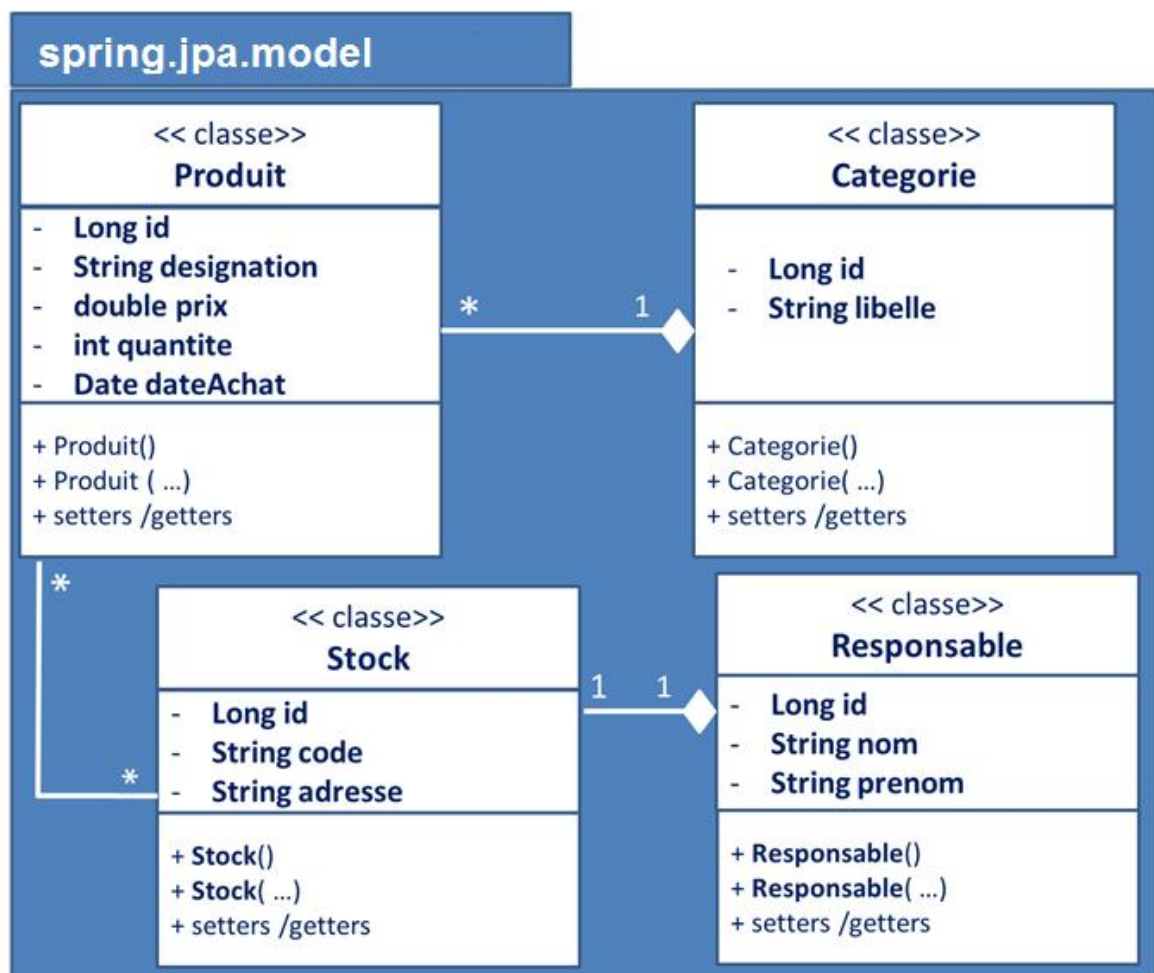 spring.jpa.model
<< classe>>
Produit
- Long id
- String designation
- double prix
- int quantite
- Date dateAchat
+ Produit()
+ Produit ( ...)
+ setters /getters
* 1
<< classe>>
Categorie
- Long id
- String libelle
+ Categorie()
+ Categorie( ...)
+ setters /getters
*
*
<< classe>>
Stock
- Long id
- String code
- String adresse
+ Stock()
+ Stock( ...)
+ setters /getters
1 1
<< classe>>
Responsable
- Long id
- String nom
- String prenom
+ Responsable()
+ Responsable( ...)
+ setters /getters